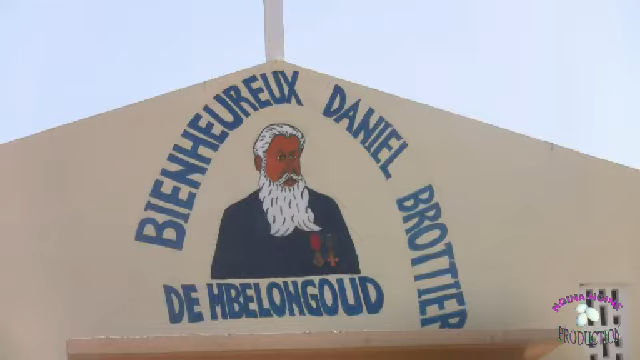 BIENHEUREUX DANIEL BROTTIER
DE MBELONGOUD
PRODUCTION